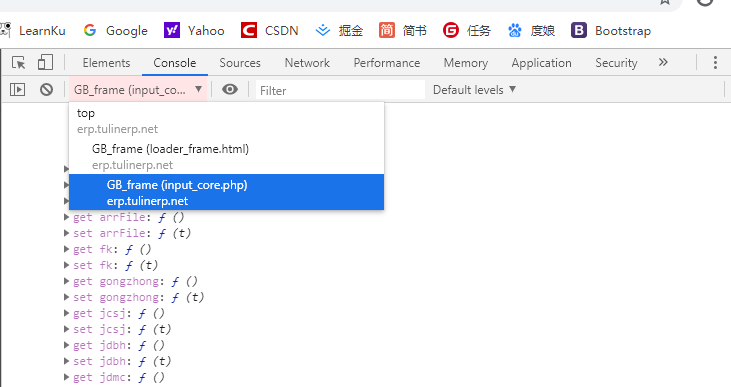 LearnKu Google Yahoo CSDN 掘金 简书 任务 度娘 Bootstrap
Elements Console Sources Network Performance Memory Application Security »
GB_frame (input_co... ▼ Filter Default levels ▼
top
erp.tulinerp.net
GB_frame (loader_frame.html)
erp.tulinerp.net
GB_frame (input_core.php)
erp.tulinerp.net
get arrFile: ƒ ()
set arrFile: ƒ (t)
get fk: ƒ ()
set fk: ƒ (t)
get gongzhong: ƒ ()
set gongzhong: ƒ (t)
get jcsj: ƒ ()
set jcsj: ƒ (t)
get jdbh: ƒ ()
set jdbh: ƒ (t)
get jdmc: ƒ ()